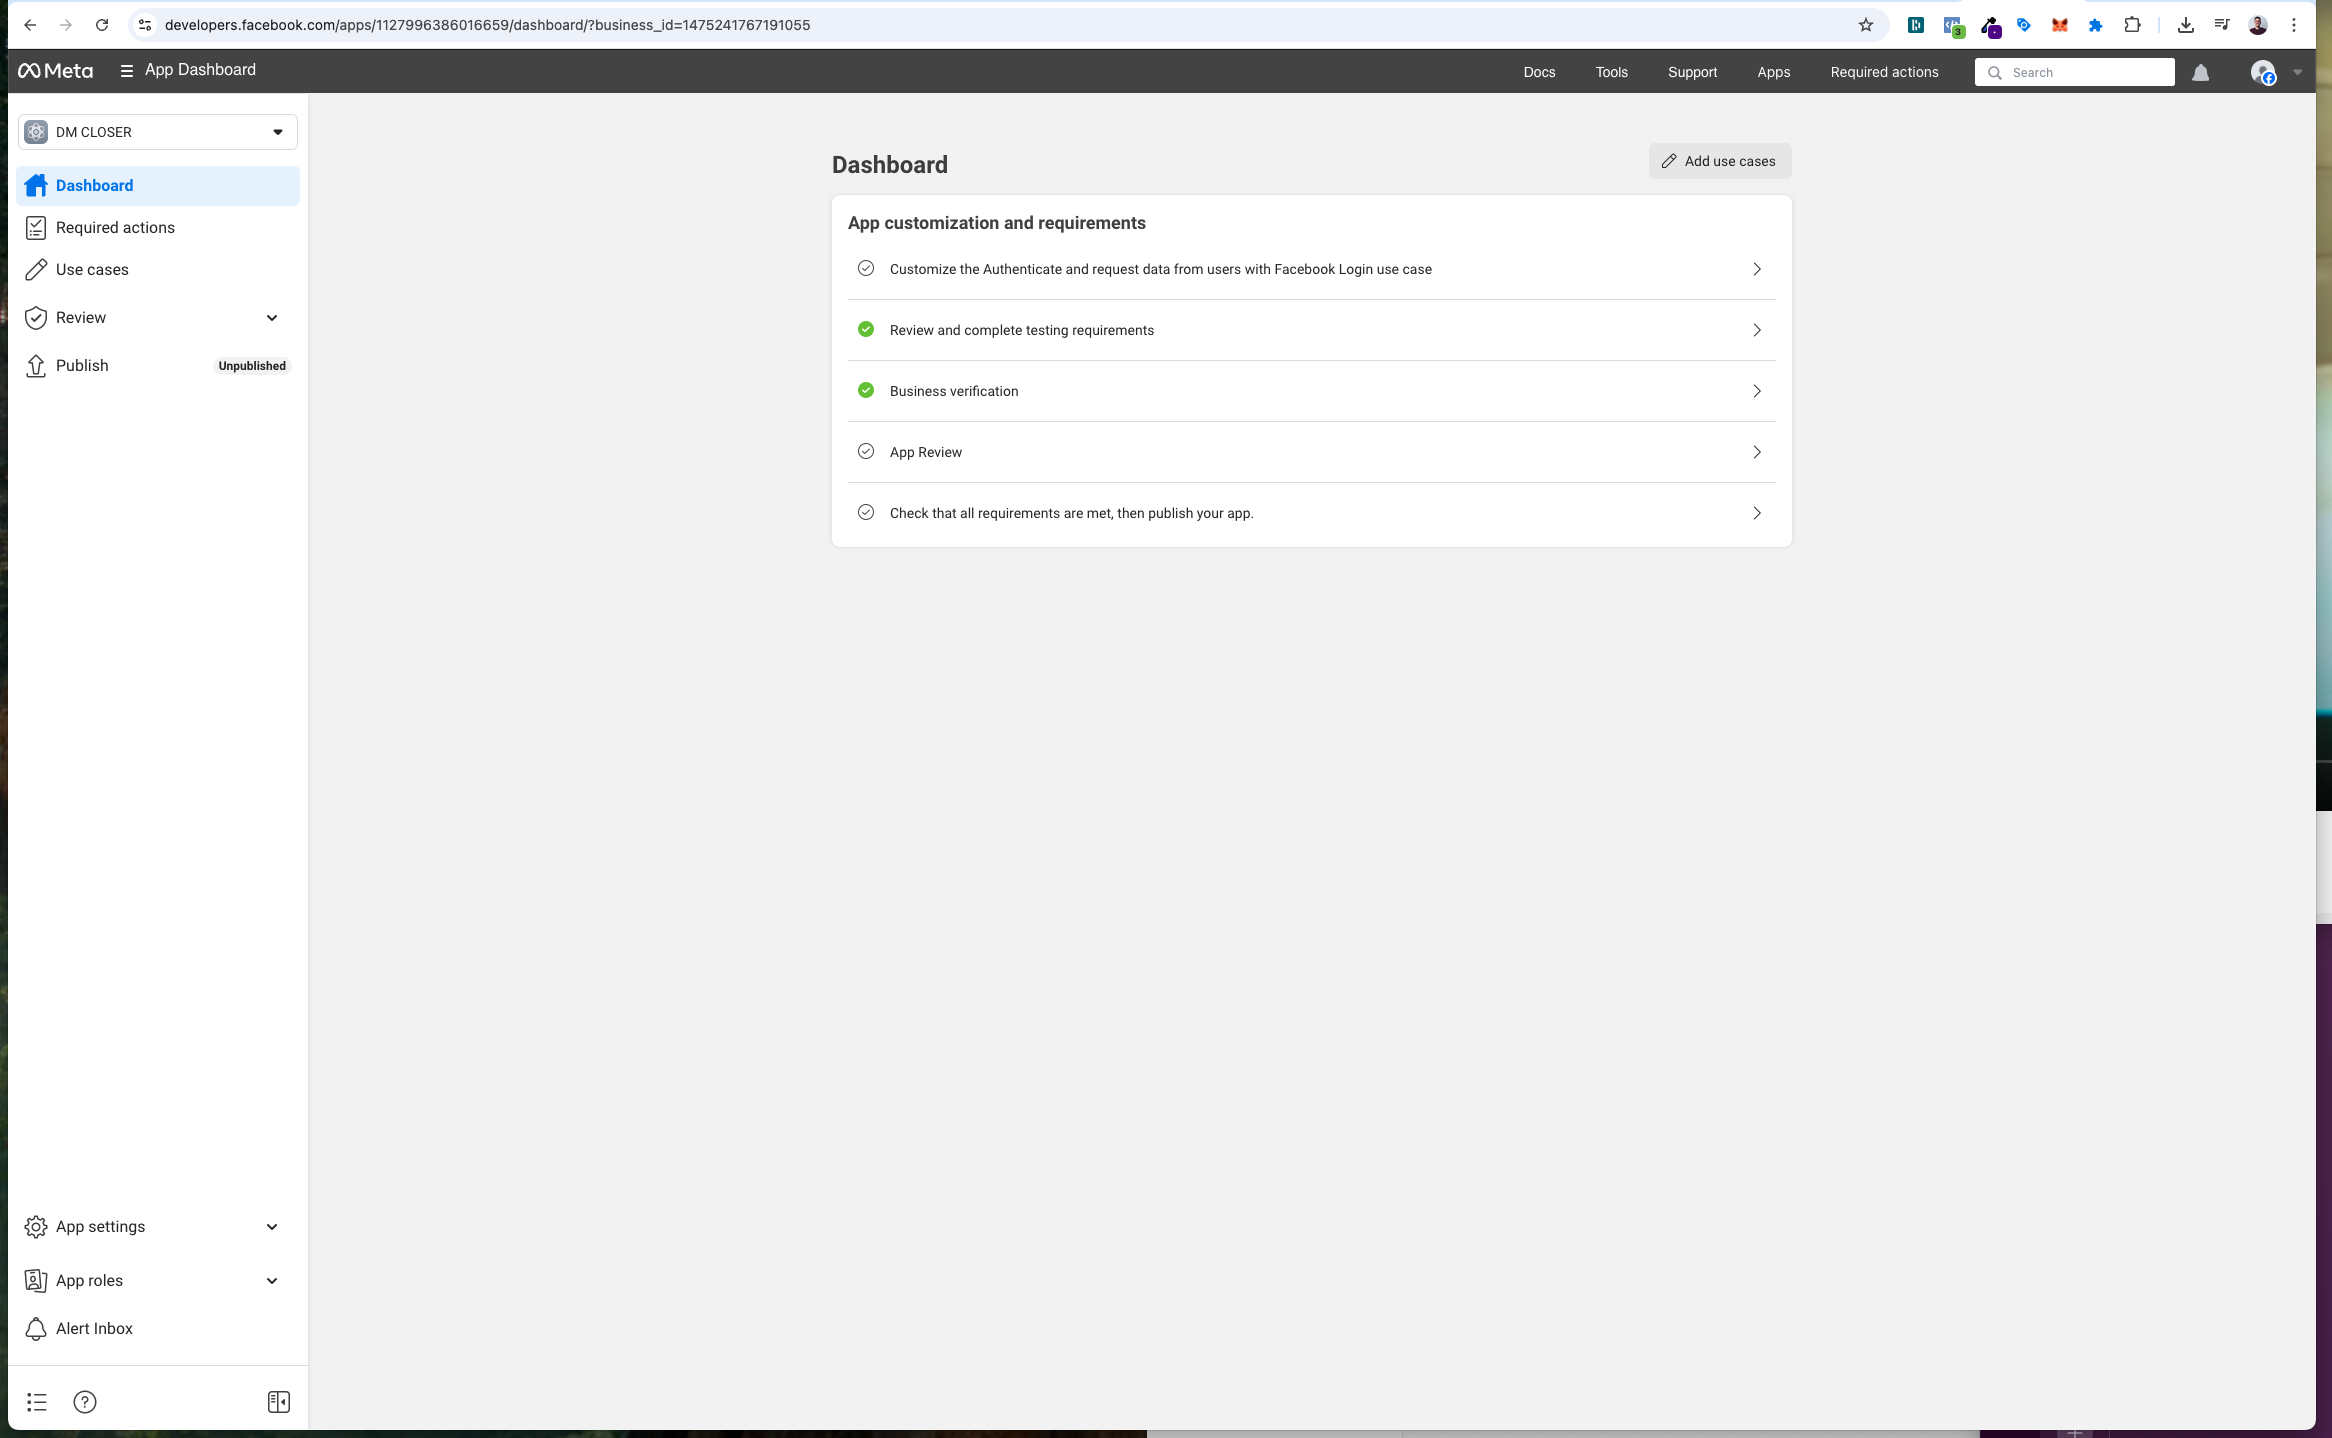 developers.facebook.com/apps/1127996386016659/dashboard/?business_id=1475241767191055
3
Meta
App Dashboard
Docs
Tools
Support
Apps
Required actions
Search
DM CLOSER
Dashboard
Required actions
Use cases
Review
Publish
Unpublished
App settings
App roles
Alert Inbox
Dashboard
Add use cases
App customization and requirements
Customize the Authenticate and request data from users with Facebook Login use case
Review and complete testing requirements
Business verification
App Review
Check that all requirements are met, then publish your app.